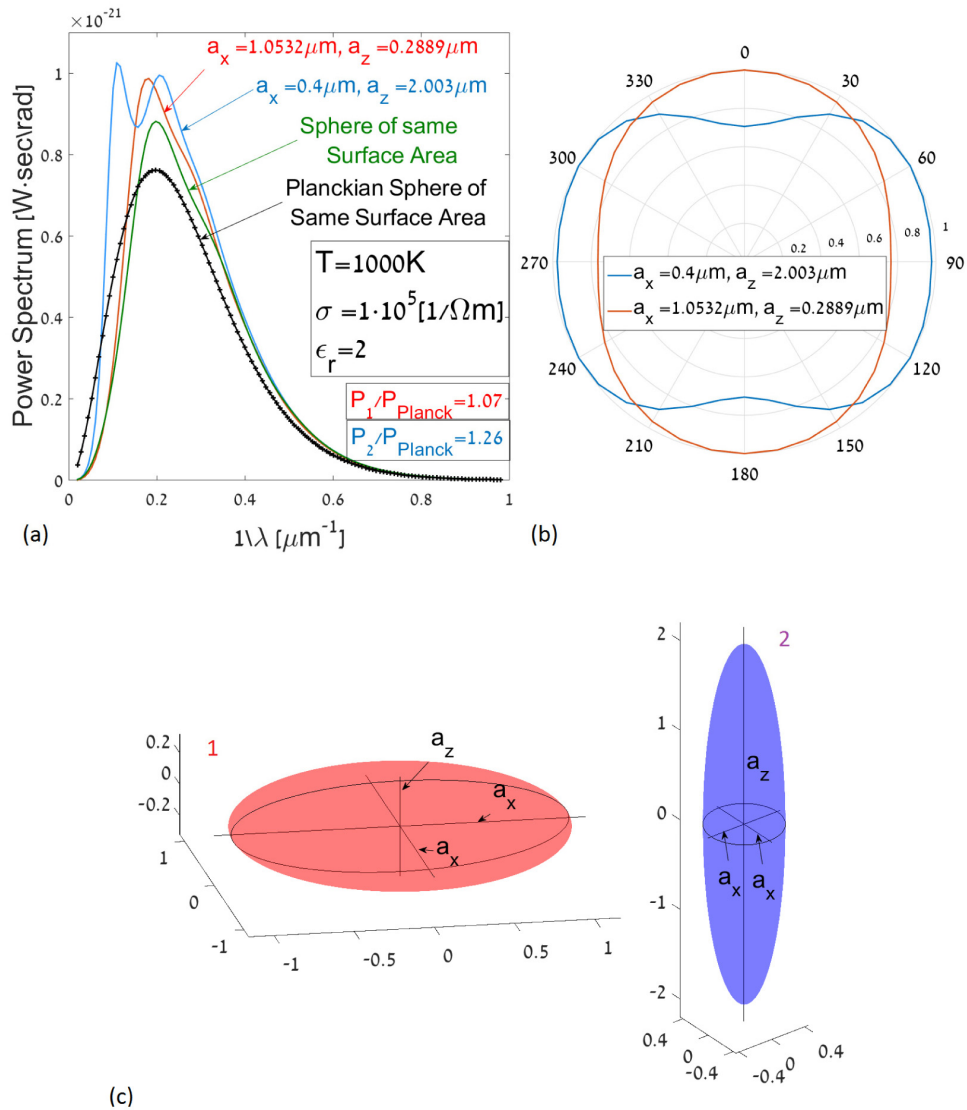 ×10⁻²¹
a_x=1.0532μm, a_z=0.2889μm
a_x=0.4μm, a_z=2.003μm
Sphere of same
Surface Area
Planckian Sphere of
Same Surface Area
T=1000K
σ=1·10⁵[1/Ωm]
ϵ_r=2
P_1/P_Planck=1.07
P_2/P_Planck=1.26
Power Spectrum [W·sec\rad]
1
0.8
0.6
0.4
0.2
0
0 0.2 0.4 0.6 0.8 1
1\λ [μm⁻¹]
(a)
0
30
60
90
120
150
180
210
240
270
300
330
0.2 0.4 0.6 0.8 1
a_x=0.4μm, a_z=2.003μm
a_x=1.0532μm, a_z=0.2889μm
(b)
1
a_z
a_x
a_x
0.2
0
-0.2
1
0
-1
-1 -0.5 0 0.5 1
2
a_z
a_x a_x
2
1
0
-1
-2
0.4
0
-0.4
-0.4
0
0.4
(c)